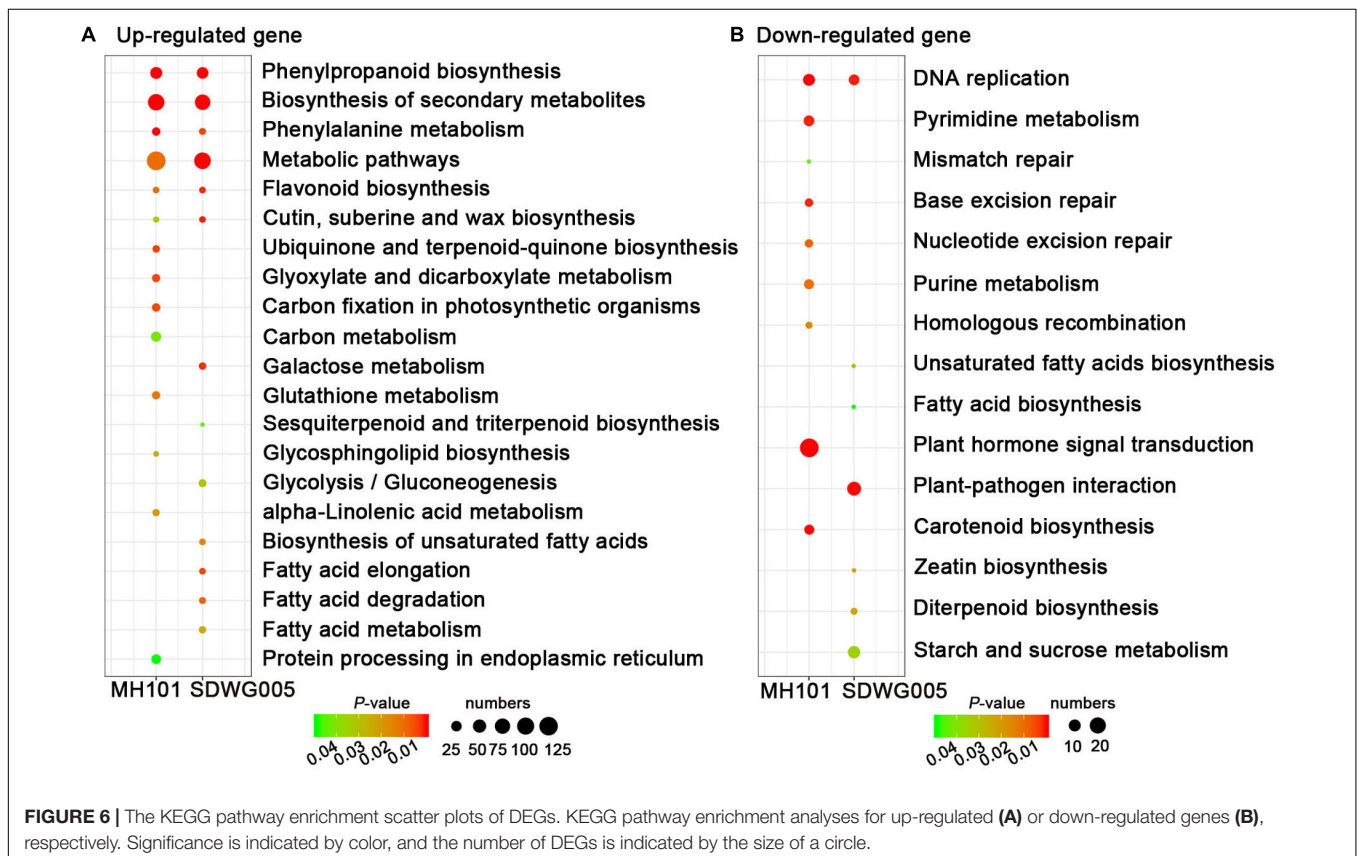 A Up-regulated gene
Phenylpropanoid biosynthesis
Biosynthesis of secondary metabolites
Phenylalanine metabolism
Metabolic pathways
Flavonoid biosynthesis
Cutin, suberine and wax biosynthesis
Ubiquinone and terpenoid-quinone biosynthesis
Glyoxylate and dicarboxylate metabolism
Carbon fixation in photosynthetic organisms
Carbon metabolism
Galactose metabolism
Glutathione metabolism
Sesquiterpenoid and triterpenoid biosynthesis
Glycosphingolipid biosynthesis
Glycolysis / Gluconeogenesis
alpha-Linolenic acid metabolism
Biosynthesis of unsaturated fatty acids
Fatty acid elongation
Fatty acid degradation
Fatty acid metabolism
Protein processing in endoplasmic reticulum
MH101 SDWG005
P-value
0.04 0.03 0.02 0.01
numbers
25 50 75 100 125
B Down-regulated gene
DNA replication
Pyrimidine metabolism
Mismatch repair
Base excision repair
Nucleotide excision repair
Purine metabolism
Homologous recombination
Unsaturated fatty acids biosynthesis
Fatty acid biosynthesis
Plant hormone signal transduction
Plant-pathogen interaction
Carotenoid biosynthesis
Zeatin biosynthesis
Diterpenoid biosynthesis
Starch and sucrose metabolism
MH101 SDWG005
P-value
0.04 0.03 0.02 0.01
numbers
10 20
FIGURE 6 | The KEGG pathway enrichment scatter plots of DEGs. KEGG pathway enrichment analyses for up-regulated (A) or down-regulated genes (B),
respectively. Significance is indicated by color, and the number of DEGs is indicated by the size of a circle.